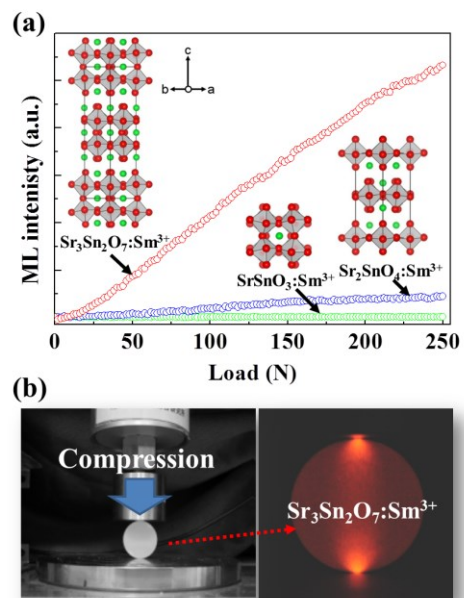 (a)
ML intenisty (a.u.)
c
b a
Sr₃Sn₂O₇:Sm³⁺
SrSnO₃:Sm³⁺
Sr₂SnO₄:Sm³⁺
0 50 100 150 200 250
Load (N)
(b)
Compression
Sr₃Sn₂O₇:Sm³⁺